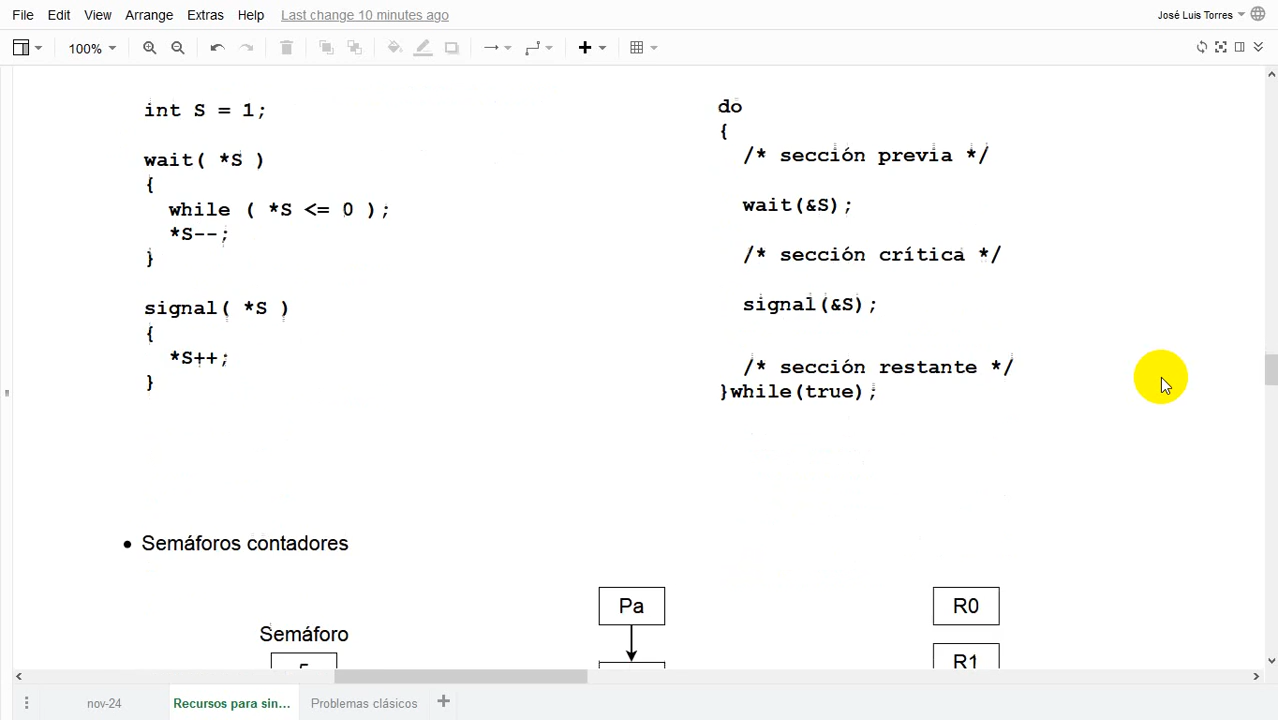 File Edit View Arrange Extras Help Last change 10 minutes ago José Luis Torres
100%
int S = 1;
wait( *S )
{
while ( *S <= 0 );
*S--;
}
signal( *S )
{
*S++;
}
do
{
/* sección previa */
wait(&S);
/* sección crítica */
signal(&S);
/* sección restante */
}while(true);
• Semáforos contadores
Semáforo
Pa
R0
R1
nov-24 Recursos para sin... Problemas clásicos